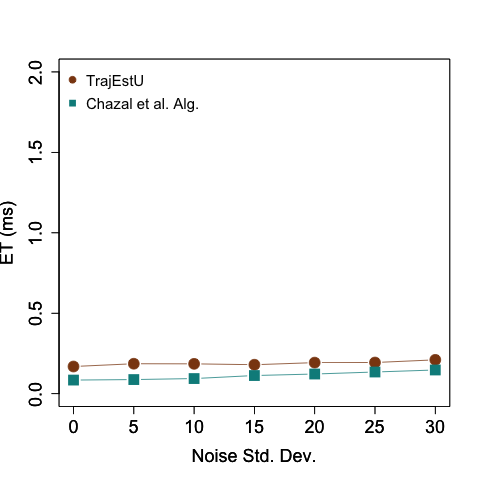 TrajEstU
Chazal et al. Alg.
2.0
1.5
1.0
0.5
0.0
ET (ms)
0 5 10 15 20 25 30
Noise Std. Dev.